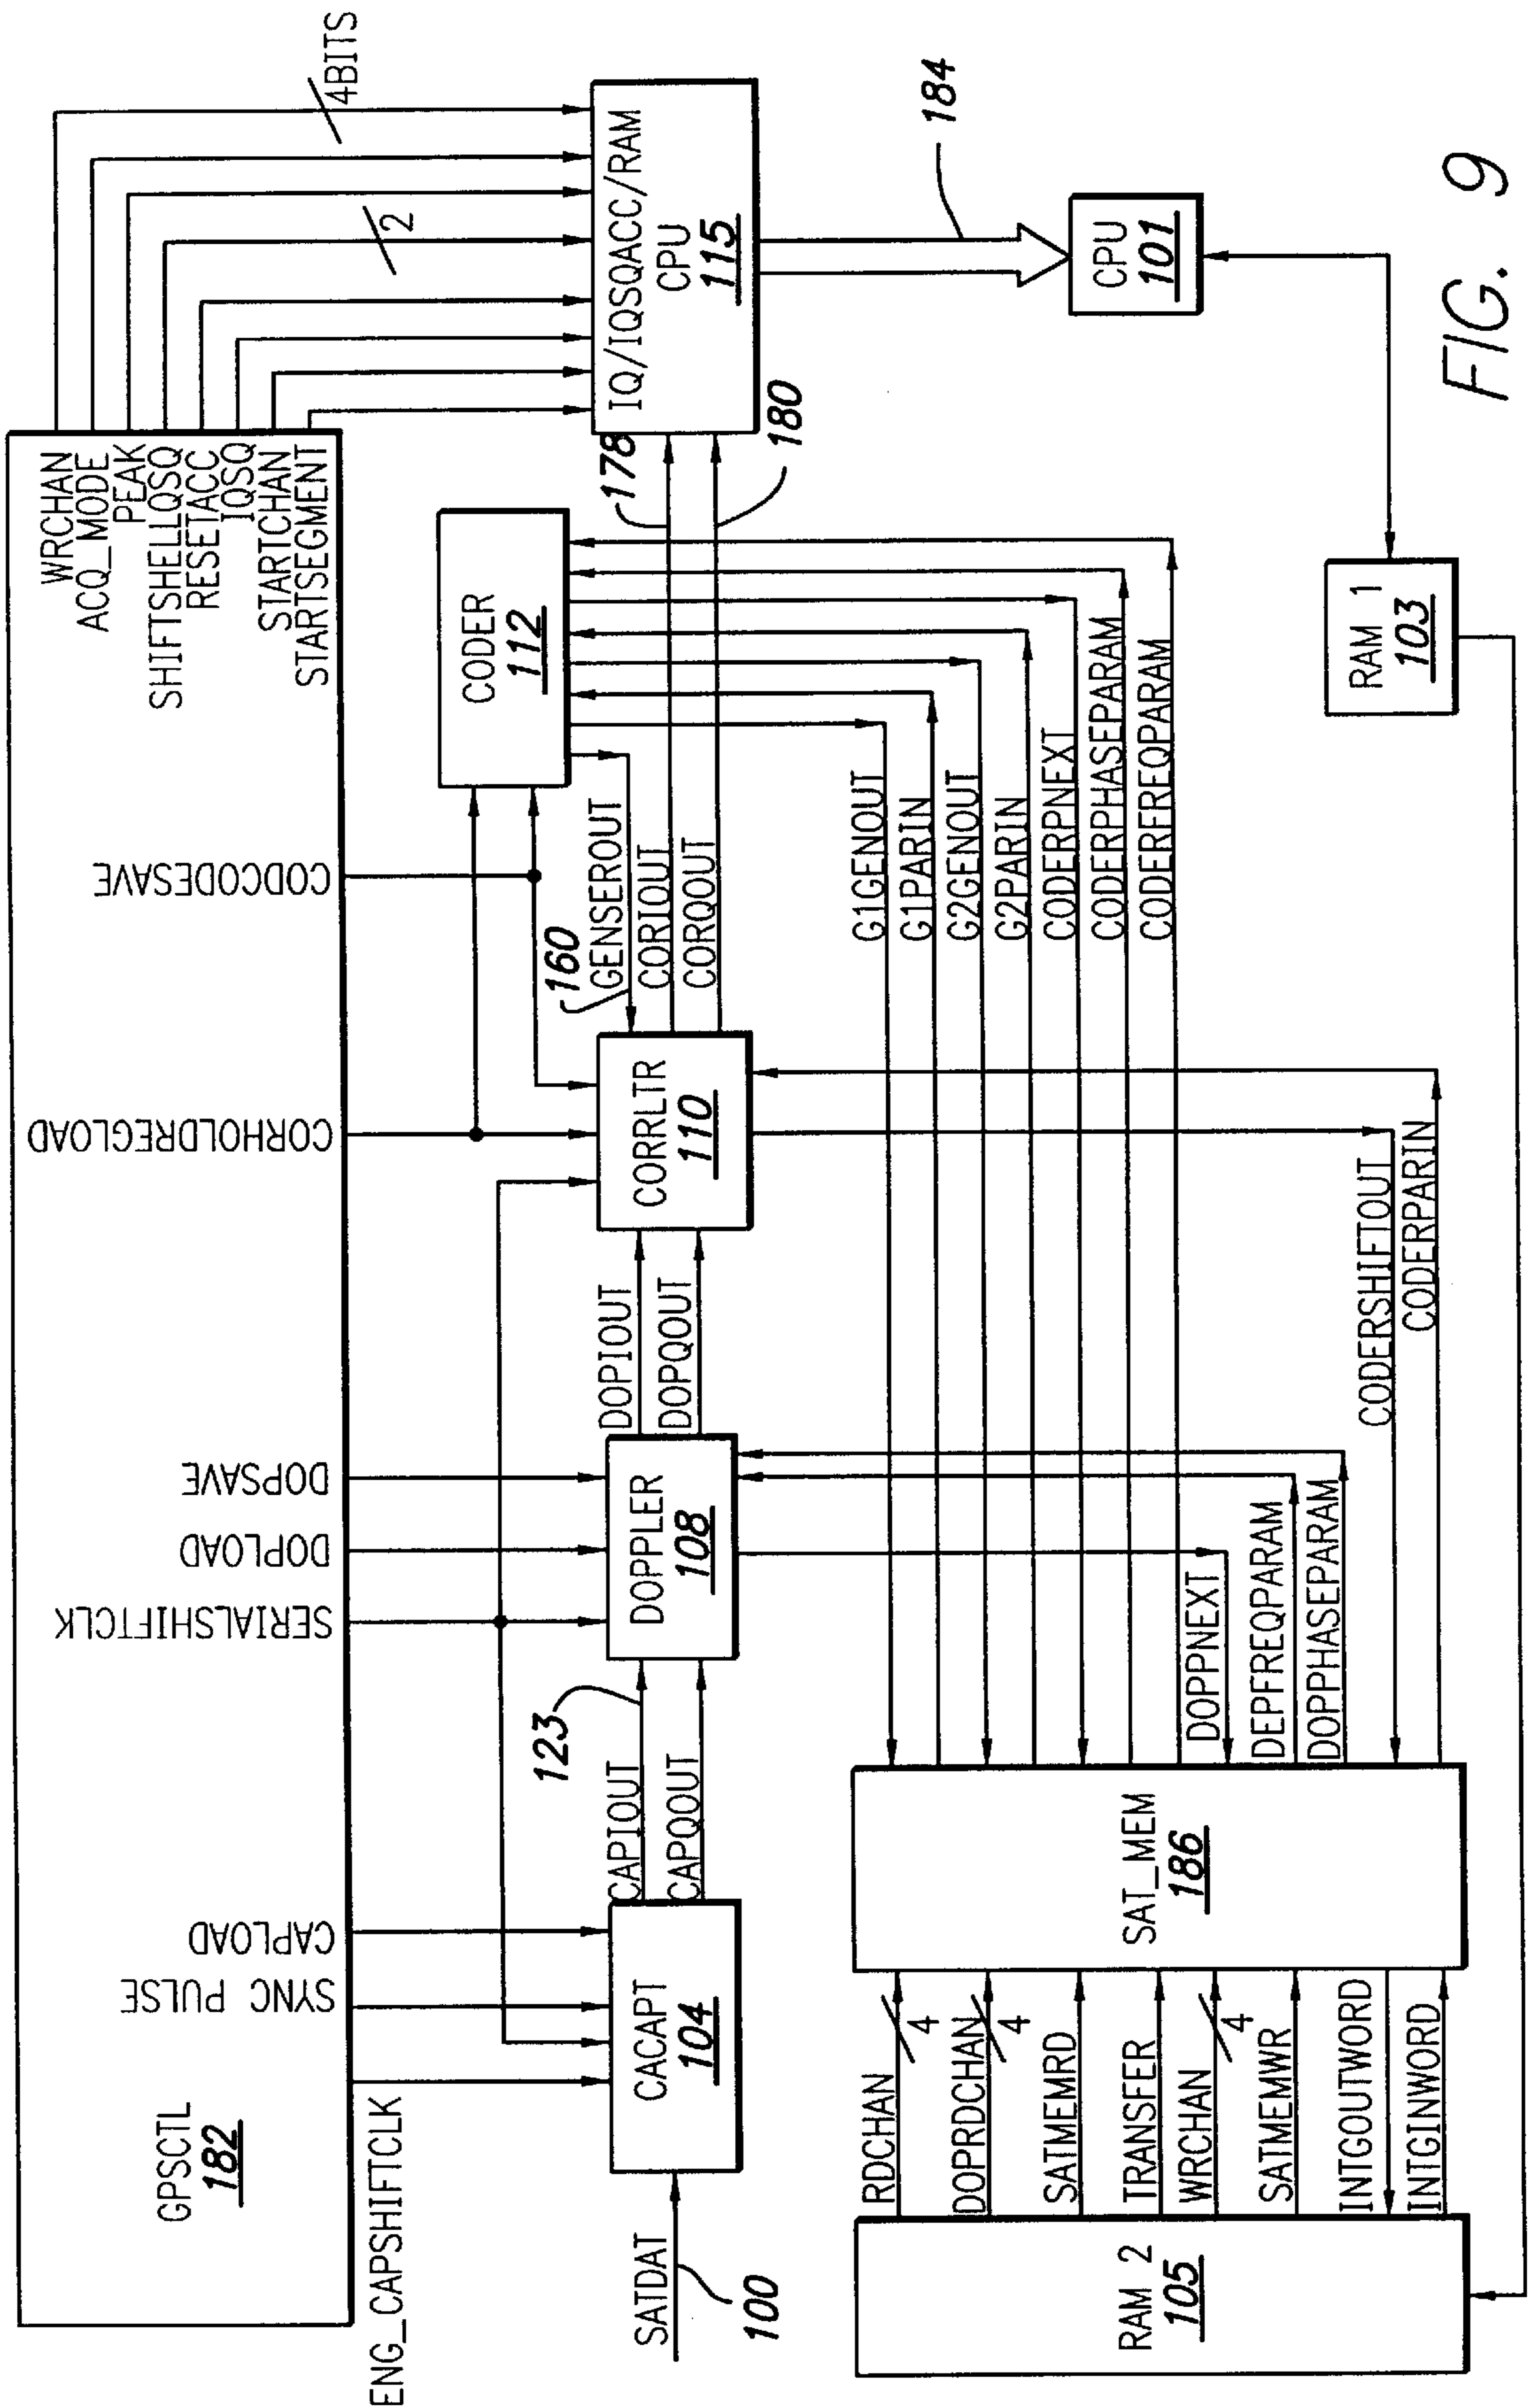 GPSCTL
182
ENG_CAPSHIFTCLK
SYNC PULSE
CAPLOAD
SERIALSHIFTCLK
DOPLOAD
DOPSAVE
CORHOLDREGLOAD
CODCODESAVE
WRCHAN
ACQ_MODE
PEAK
SHIFTSHELLQSQ
RESETACC
IQSQ
STARTCHAN
STARTSEGMENT
4BITS
2
SATDAT
100
CACAPT
104
CAPIOUT
CAPQOUT
123
DOPPLER
108
DOPIOUT
DOPQOUT
CORRLTR
110
160
GENSEROUT
CORIOUT
CORQOUT
CODER
112
178
180
IQ/IQSQACC/RAM
CPU
115
184
CPU
101
RAM 1
103
G1GENOUT
G1PARIN
G2GENOUT
G2PARIN
CODERPNEXT
CODERPHASEPARAM
CODERFREQPARAM
DOPPNEXT
DEPFREQPARAM
DOPPHASEPARAM
CODERSHIFTOUT
CODERPARIN
SAT_MEM
186
RDCHAN
4
DOPRDCHAN
4
SATMEMRD
TRANSFER
WRCHAN
4
SATMEMWR
INTGOUTWORD
INTGINWORD
RAM 2
105
FIG. 9